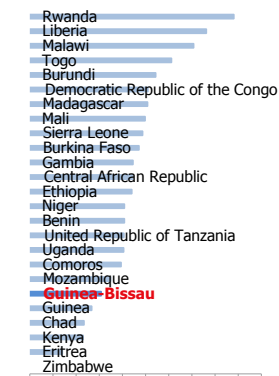 Rwanda
Liberia
Malawi
Togo
Burundi
Democratic Republic of the Congo
Madagascar
Mali
Sierra Leone
Burkina Faso
Gambia
Central African Republic
Ethiopia
Niger
Benin
United Republic of Tanzania
Uganda
Comoros
Mozambique
Guinea-Bissau
Guinea
Chad
Kenya
Eritrea
Zimbabwe